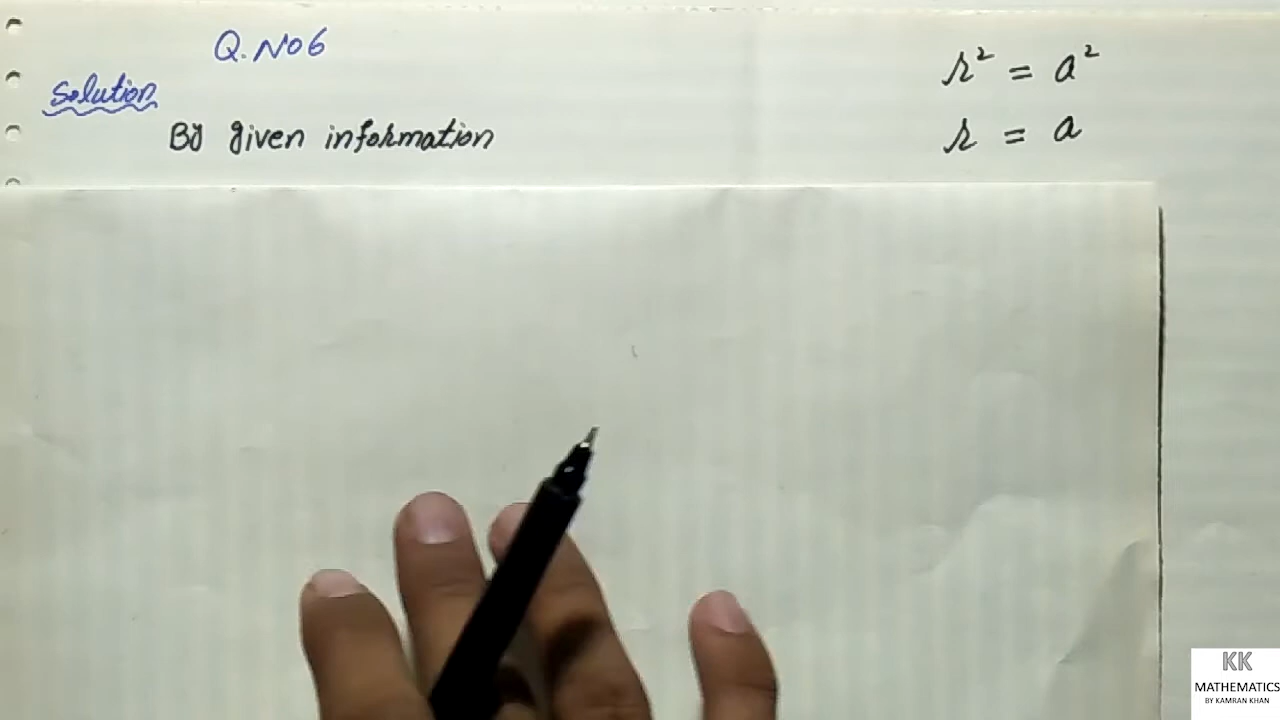 Q.No6
Solution
By given information
r² = a²
r = a
KK
MATHEMATICS
BY KAMRAN KHAN